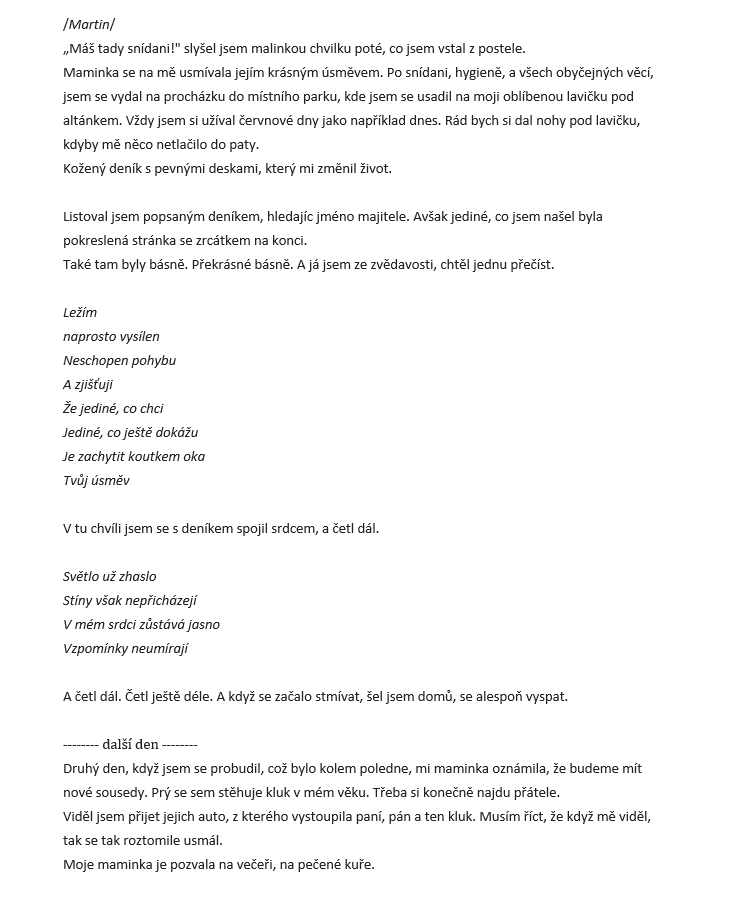 /Martin/
„Máš tady snídani!" slyšel jsem malinkou chvilku poté, co jsem vstal z postele.
Maminka se na mě usmívala jejím krásným úsměvem. Po snídani, hygieně, a všech obyčejných věcí,
jsem se vydal na procházku do místního parku, kde jsem se usadil na moji oblíbenou lavičku pod
altánkem. Vždy jsem si užíval červnové dny jako například dnes. Rád bych si dal nohy pod lavičku,
kdyby mě něco netlačilo do paty.
Kožený deník s pevnými deskami, který mi změnil život.

Listoval jsem popsaným deníkem, hledajíc jméno majitele. Avšak jediné, co jsem našel byla
pokreslená stránka se zrcátkem na konci.
Také tam byly básně. Překrásné básně. A já jsem ze zvědavosti, chtěl jednu přečíst.

Ležím
naprosto vysílen
Neschopen pohybu
A zjišťuji
Že jediné, co chci
Jediné, co ještě dokážu
Je zachytit koutkem oka
Tvůj úsměv

V tu chvíli jsem se s deníkem spojil srdcem, a četl dál.

Světlo už zhaslo
Stíny však nepřicházejí
V mém srdci zůstává jasno
Vzpomínky neumírají

A četl dál. Četl ještě déle. A když se začalo stmívat, šel jsem domů, se alespoň vyspat.

-------- další den --------
Druhý den, když jsem se probudil, což bylo kolem poledne, mi maminka oznámila, že budeme mít
nové sousedy. Prý se sem stěhuje kluk v mém věku. Třeba si konečně najdu přátele.
Viděl jsem přijet jejich auto, z kterého vystoupila paní, pán a ten kluk. Musím říct, že když mě viděl,
tak se tak roztomile usmál.
Moje maminka je pozvala na večeři, na pečené kuře.